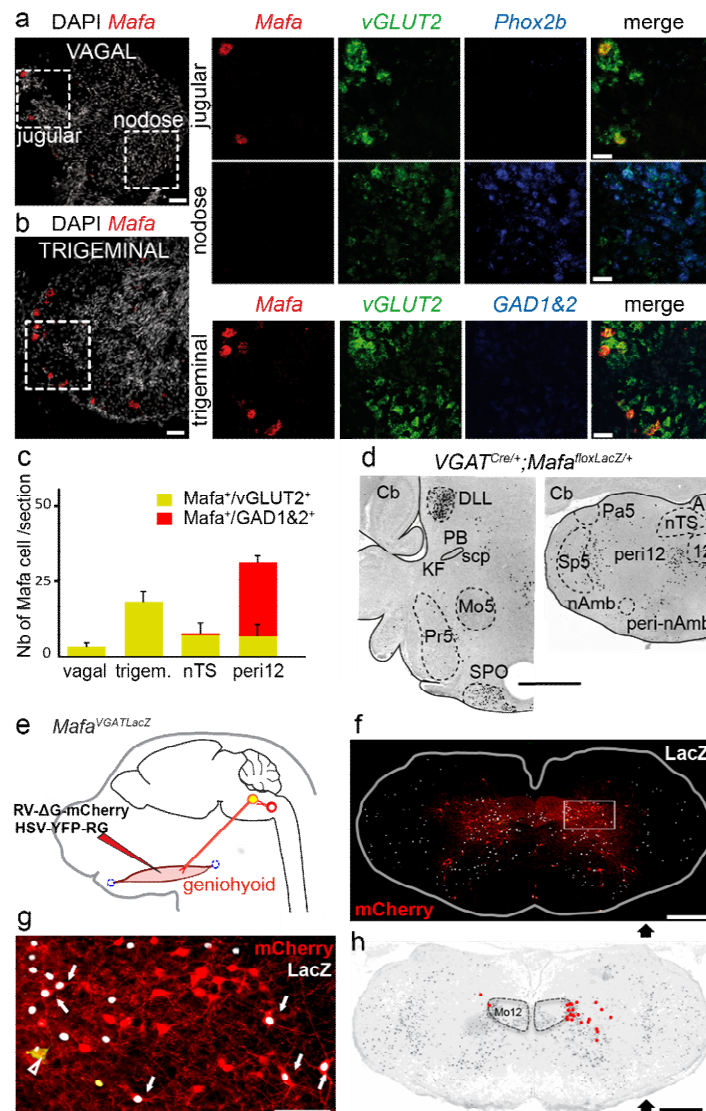 a
DAPI Mafa
VAGAL
jugular
nodose
Mafa
vGLUT2
Phox2b
merge
jugular
nodose
b
DAPI Mafa
TRIGEMINAL
Mafa
vGLUT2
GAD1&2
merge
trigeminal
c
Nb of Mafa cell /section
50
25
0
Mafa⁺/vGLUT2⁺
Mafa⁺/GAD1&2⁺
vagal trigem. nTS peri12
d
VGATCre/+;MafafloxLacZ/+
Cb
DLL
PB
scp
KF
Mo5
Pr5
SPO
Cb
Pa5
A
nTS
Sp5
peri12
12
nAmb
peri-nAmb
e
MafaVGATLacZ
RV-ΔG-mCherry
HSV-YFP-RG
geniohyoid
f
LacZ
mCherry
g
mCherry
LacZ
h
Mo12